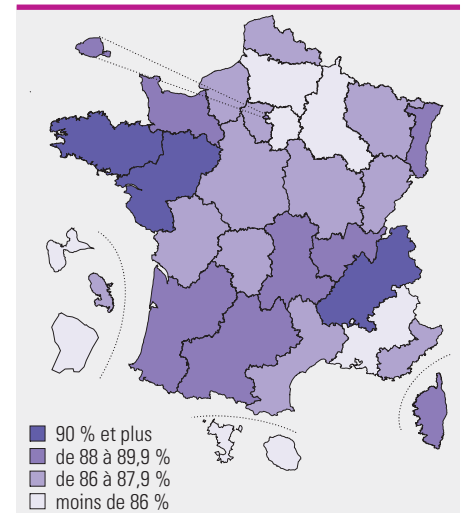 90 % et plus
de 88 à 89,9 %
de 86 à 87,9 %
moins de 86 %